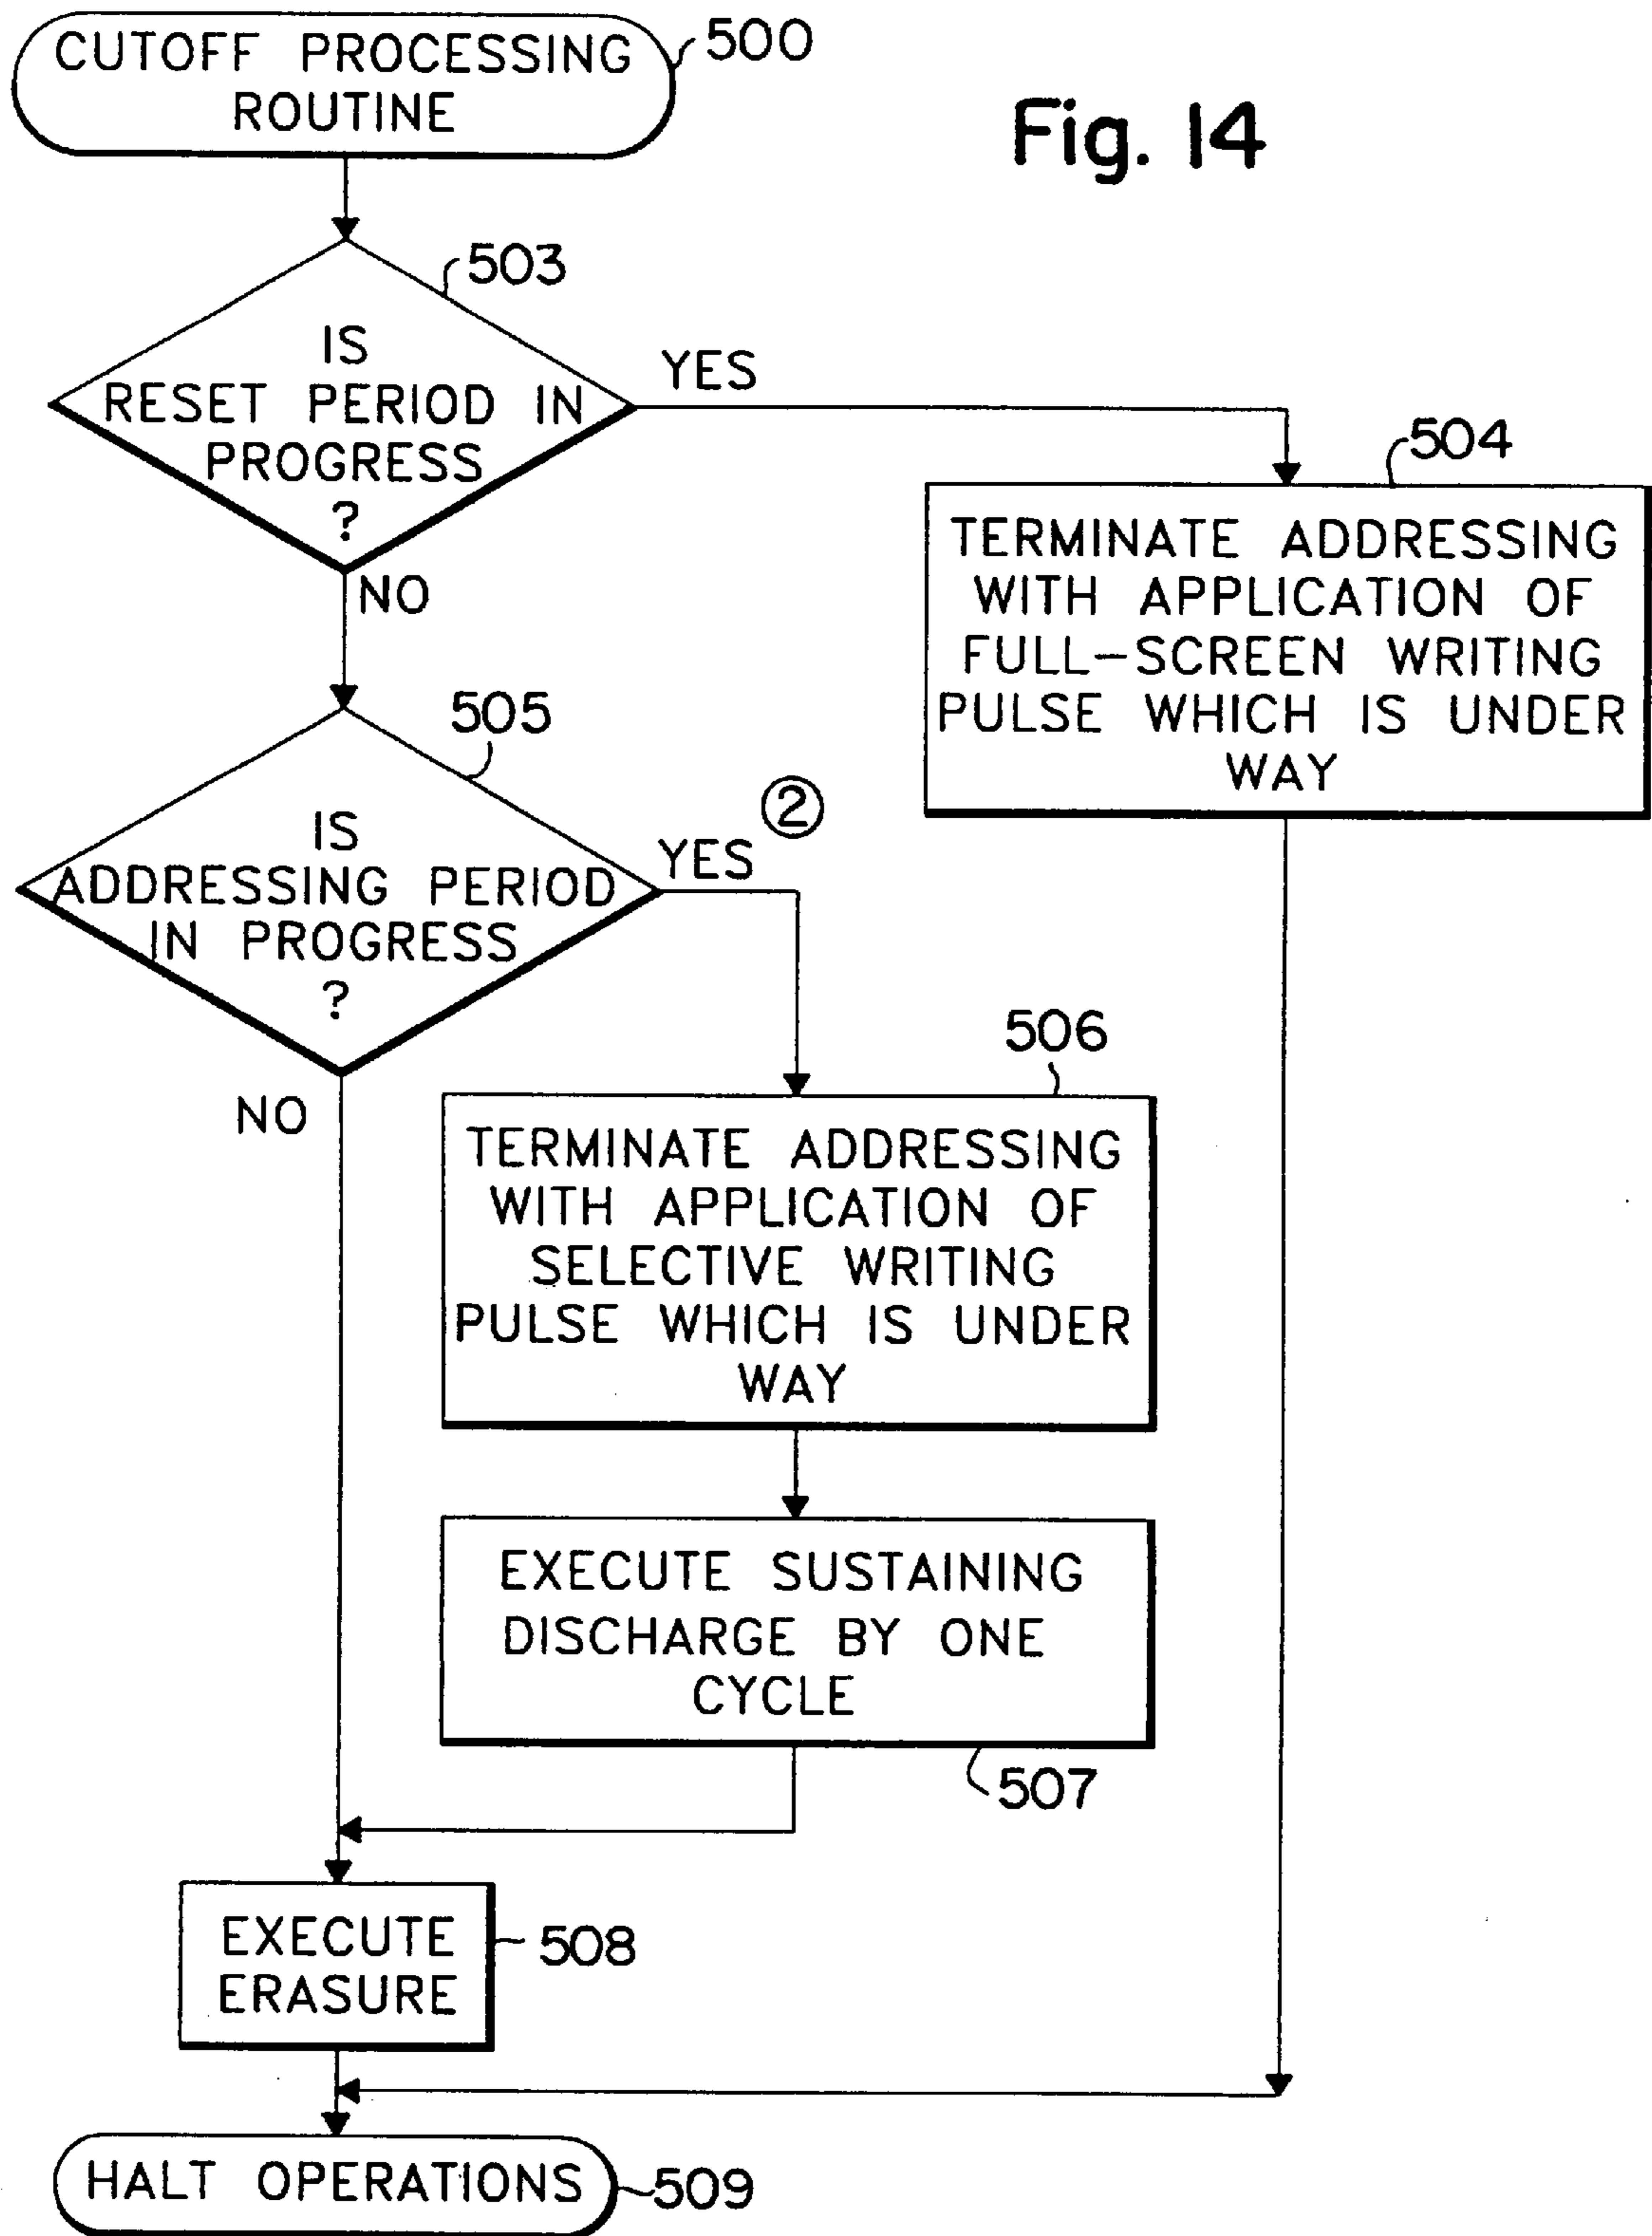 CUTOFF PROCESSING
ROUTINE
500
Fig. 14
503
IS
RESET PERIOD IN
PROGRESS
?
YES
NO
504
TERMINATE ADDRESSING
WITH APPLICATION OF
FULL-SCREEN WRITING
PULSE WHICH IS UNDER
WAY
505
IS
ADDRESSING PERIOD
IN PROGRESS
?
YES
②
NO
506
TERMINATE ADDRESSING
WITH APPLICATION OF
SELECTIVE WRITING
PULSE WHICH IS UNDER
WAY
EXECUTE SUSTAINING
DISCHARGE BY ONE
CYCLE
507
EXECUTE
ERASURE
508
HALT OPERATIONS
509